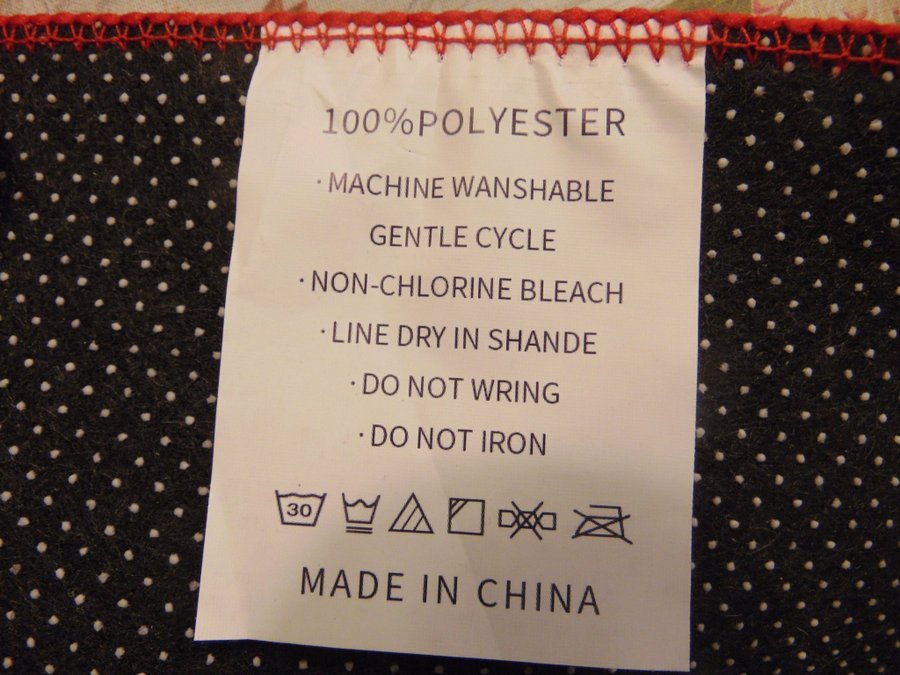 100%POLYESTER
·MACHINE WANSHABLE
GENTLE CYCLE
·NON-CHLORINE BLEACH
·LINE DRY IN SHANDE
·DO NOT WRING
·DO NOT IRON
30
MADE IN CHINA